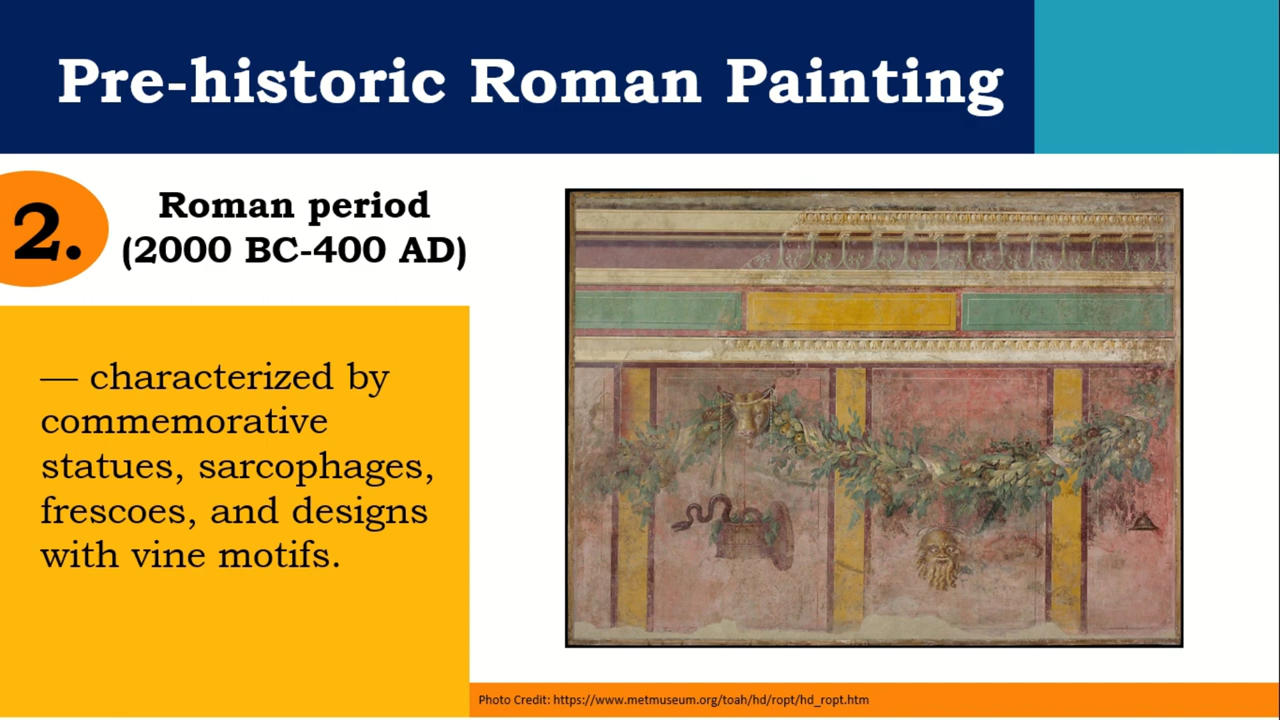 Pre-historic Roman Painting
2.
Roman period
(2000 BC-400 AD)
— characterized by
commemorative
statues, sarcophages,
frescoes, and designs
with vine motifs.
Photo Credit: https://www.metmuseum.org/toah/hd/ropt/hd_ropt.htm